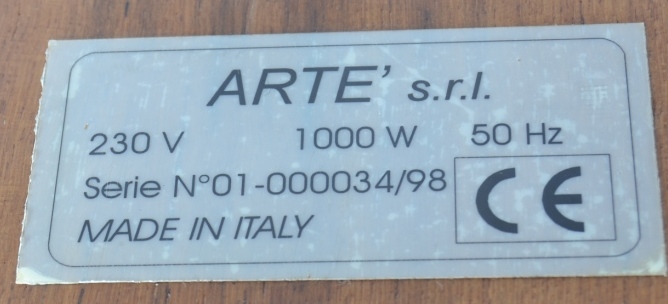 ARTE' s.r.l.
230 V 1000 W 50 Hz
Serie N°01-000034/98
MADE IN ITALY
CE